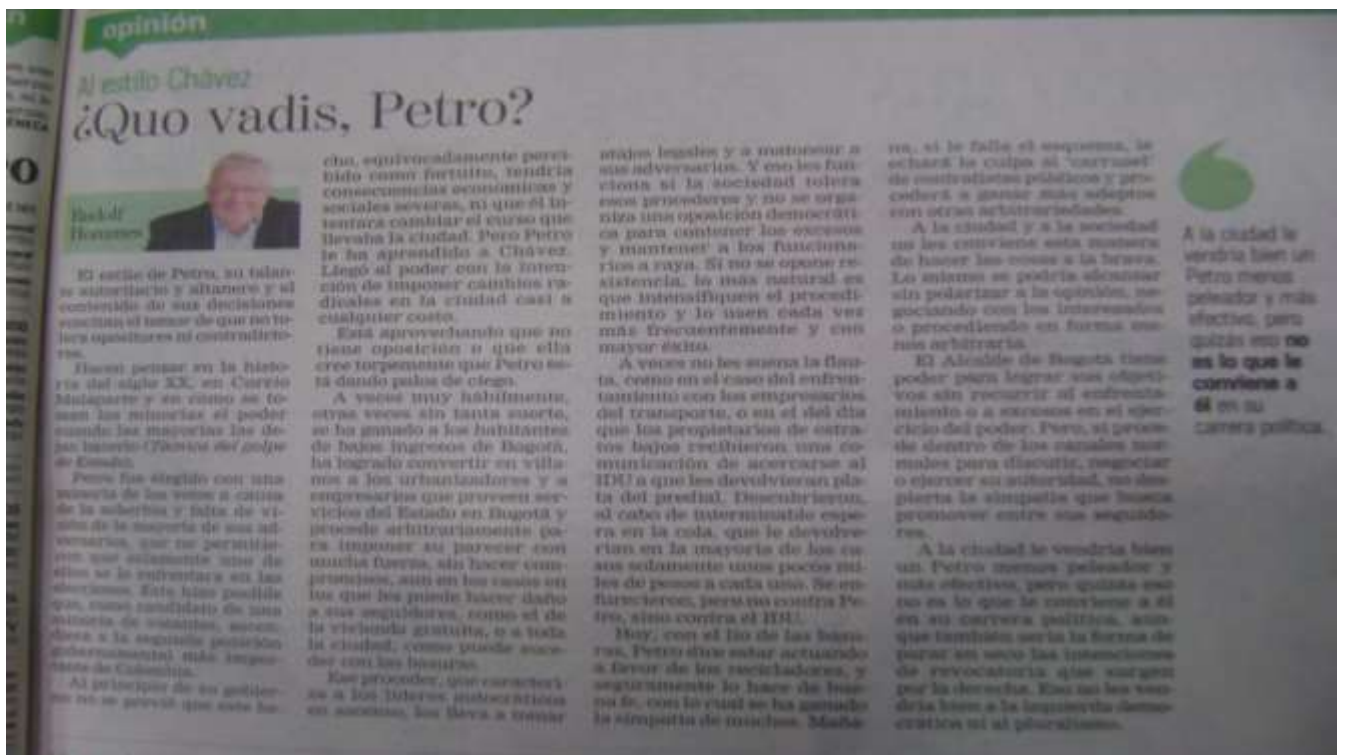 opinión
Al estilo Chávez
¿Quo vadis, Petro?
Rudolf
Hommes
El estilo de Petro, su talan-
te autoritario y altanero y el
contenido de sus decisiones
suscitan el temor de que no to-
lera opositores ni contradicto-
res.
Hacen pensar en la histo-
ria del siglo XX, en Curzio
Malaparte y en cómo se to-
man las minorías el poder
cuando las mayorías las de-
jan hacerlo (Técnica del golpe
de Estado).
Petro fue elegido con una
minoría de los votos a causa
de la soberbia y falta de vi-
sión de la mayoría de sus ad-
versarios, que no permitie-
ron que solamente uno de
ellos se le enfrentara en las
elecciones. Esto hizo posible
que, como candidato de una
minoría de votantes, ascen-
diera a la segunda posición
gubernamental más impor-
tante de Colombia.
Al principio de su gobier-
no no se previó que este he-
cho, equivocadamente perci-
bido como fortuito, tendría
consecuencias económicas y
sociales severas, ni que él in-
tentara cambiar el curso que
llevaba la ciudad. Pero Petro
le ha aprendido a Chávez.
Llegó al poder con la inten-
ción de imponer cambios ra-
dicales en la ciudad casi a
cualquier costo.
Está aprovechando que no
tiene oposición o que ella
cree torpemente que Petro es-
tá dando palos de ciego.
A veces muy hábilmente,
otras veces sin tanta suerte,
se ha ganado a los habitantes
de bajos ingresos de Bogotá,
ha logrado convertir en villa-
nos a los urbanizadores y a
empresarios que proveen ser-
vicios del Estado en Bogotá y
procede arbitrariamente pa-
ra imponer su parecer con
mucha fuerza, sin hacer com-
promisos, aun en los casos en
los que les puede hacer daño
a sus seguidores, como el de
la vivienda gratuita, o a toda
la ciudad, como puede suce-
der con las basuras.
Ese proceder, que caracteri-
za a los líderes autocráticos
en ascenso, los lleva a tomar
atajos legales y a matonear a
sus adversarios. Y eso les fun-
ciona si la sociedad tolera
esos procederes y no se orga-
niza una oposición democráti-
ca para contener los excesos
y mantener a los funciona-
rios a raya. Si no se opone re-
sistencia, lo más natural es
que intensifiquen el procedi-
miento y lo usen cada vez
más frecuentemente y con
mayor éxito.
A veces no les suena la flau-
ta, como en el caso del enfren-
tamiento con los empresarios
del transporte, o en el del día
que los propietarios de estra-
tos bajos recibieron una co-
municación de acercarse al
IDU a que les devolvieran pla-
ta del predial. Descubrieron,
al cabo de interminable espe-
ra en la cola, que le devolve-
rían en la mayoría de los ca-
sos solamente unos pocos mi-
les de pesos a cada uno. Se en-
furecieron, pero no contra Pe-
tro, sino contra el IDU.
Hoy, con el lío de las basu-
ras, Petro dice estar actuando
a favor de los recicladores, y
seguramente lo hace de bue-
na fe, con lo cual se ha ganado
la simpatía de muchos. Maña-
na, si le falla el esquema, le
echará la culpa al 'carrusel'
de contratistas públicos y pro-
cederá a ganar más adeptos
con otras arbitrariedades.
A la ciudad y a la sociedad
no les conviene esta manera
de hacer las cosas a la brava.
Lo mismo se podría alcanzar
sin polarizar a la opinión, ne-
gociando con los interesados
o procediendo en forma me-
nos arbitraria.
El Alcalde de Bogotá tiene
poder para lograr sus objeti-
vos sin recurrir al enfrenta-
miento o a excesos en el ejer-
cicio del poder. Pero, si proce-
de dentro de los canales nor-
males para discutir, negociar
o ejercer su autoridad, no des-
pierta la simpatía que busca
promover entre sus seguido-
res.
A la ciudad le vendría bien
un Petro menos peleador y
más efectivo, pero quizás eso
no es lo que le conviene a él
en su carrera política, aun-
que también sería la forma de
parar en seco las intenciones
de revocatoria que surgen
por la derecha. Eso no les ven-
dría bien a la izquierda demo-
crática ni al pluralismo.
A la ciudad le
vendría bien un
Petro menos
peleador y más
efectivo, pero
quizás eso no
es lo que le
conviene a
él en su
carrera política.